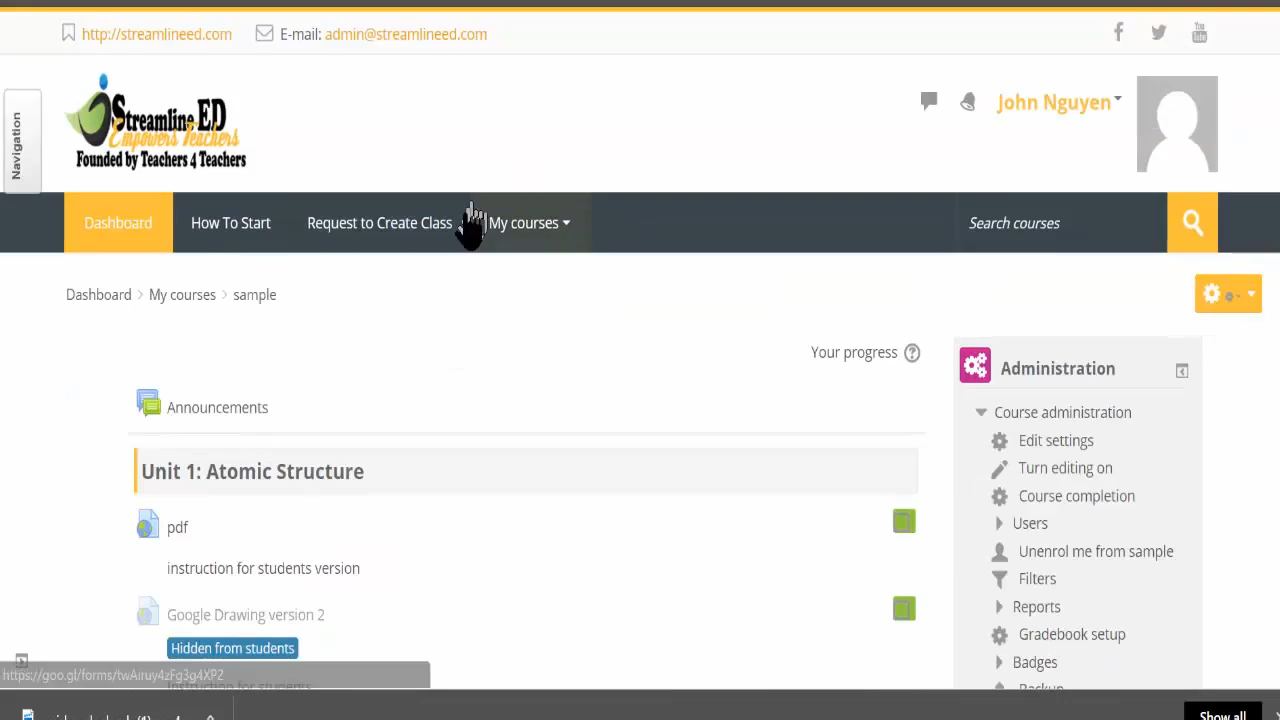 http://streamlineed.com E-mail: admin@streamlineed.com
StreamlineED
Empowers Teachers
Founded by Teachers 4 Teachers
Navigation
John Nguyen
Dashboard How To Start Request to Create Class My courses Search courses
Dashboard My courses sample
Your progress
Announcements
Unit 1: Atomic Structure
pdf
instruction for students version
Google Drawing version 2
Hidden from students
Instruction for students
Administration
Course administration
Edit settings
Turn editing on
Course completion
Users
Unenrol me from sample
Filters
Reports
Gradebook setup
Badges
Backup
https://goo.gl/forms/twAiruy4zFg3g4XP2
Show all